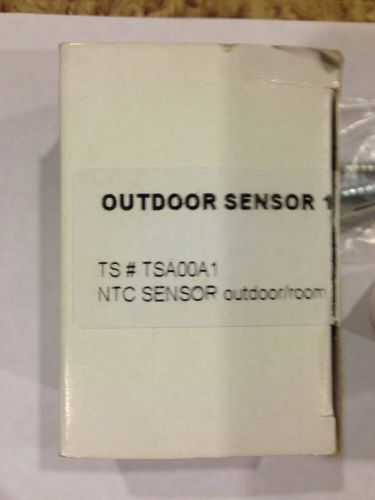 OUTDOOR SENSOR 1
TS # TSA00A1
NTC SENSOR outdoor/room